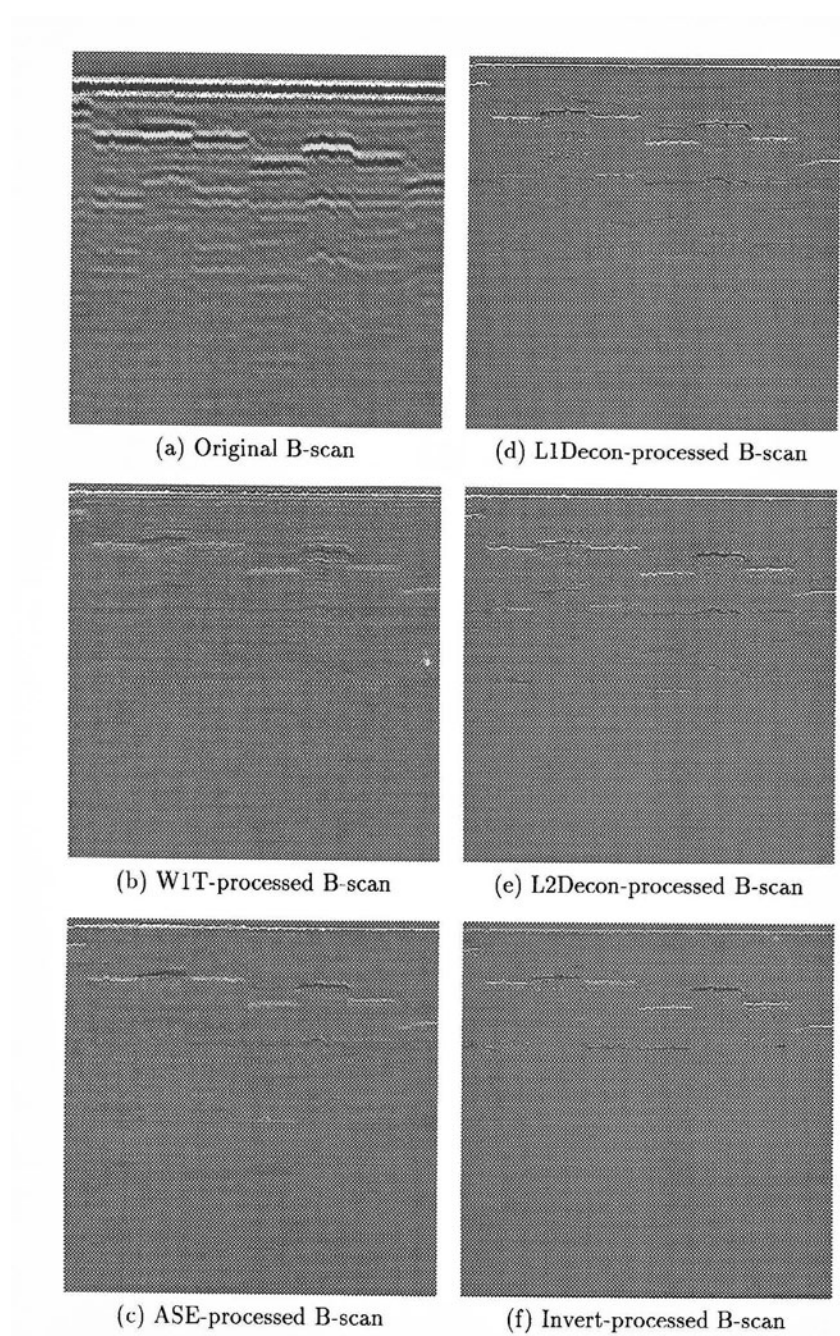 (a) Original B-scan
(d) L1Decon-processed B-scan
(b) W1T-processed B-scan
(e) L2Decon-processed B-scan
(c) ASE-processed B-scan
(f) Invert-processed B-scan